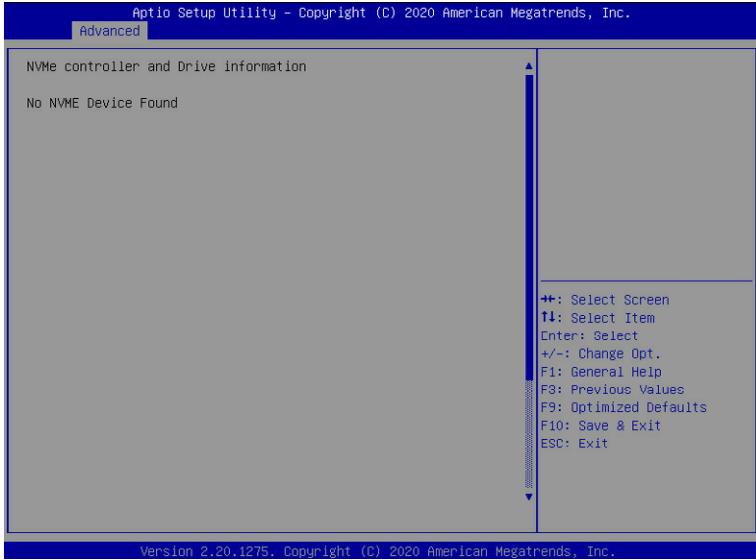 Aptio Setup Utility – Copyright (C) 2020 American Megatrends, Inc.
Advanced
NVMe controller and Drive information
No NVME Device Found
→←: Select Screen
↑↓: Select Item
Enter: Select
+/-: Change Opt.
F1: General Help
F3: Previous Values
F9: Optimized Defaults
F10: Save & Exit
ESC: Exit
Version 2.20.1275. Copyright (C) 2020 American Megatrends, Inc.